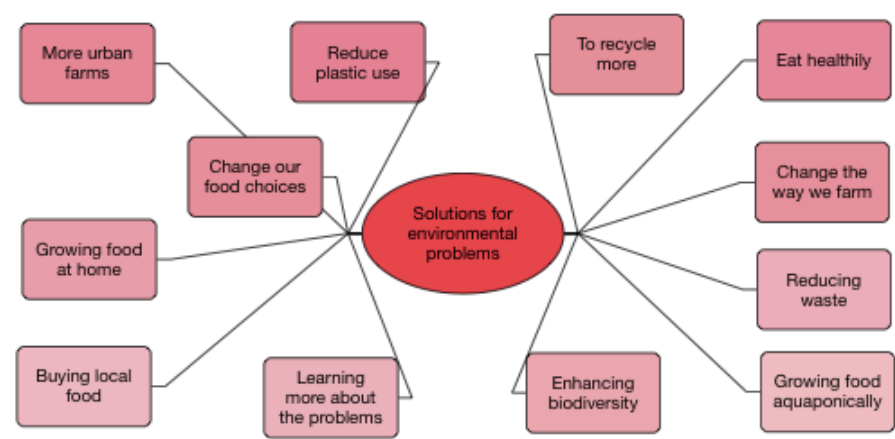 More urban
farms
Reduce
plastic use
To recycle
more
Eat healthily
Change our
food choices
Change the
way we farm
Solutions for
environmental
problems
Growing food
at home
Reducing
waste
Buying local
food
Learning
more about
the problems
Enhancing
biodiversity
Growing food
aquaponically